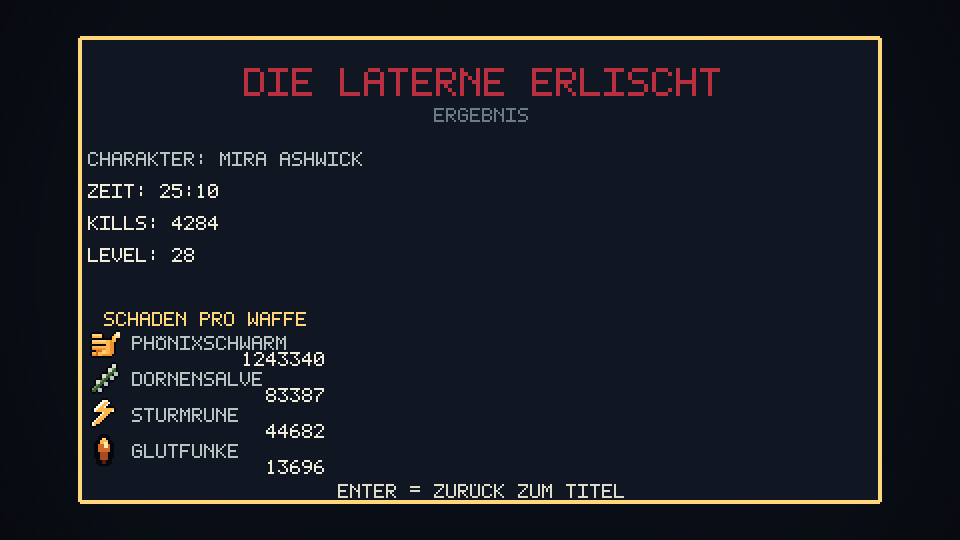 DIE LATERNE ERLISCHT
ERGEBNIS
CHARAKTER: MIRA ASHWICK
ZEIT: 25:10
KILLS: 4284
LEVEL: 28
SCHADEN PRO WAFFE
PHÖNIXSCHWARM
1243340
DORNENSALVE
83387
STURMRUNE
44682
GLUTFUNKE
13696
ENTER = ZURÜCK ZUM TITEL